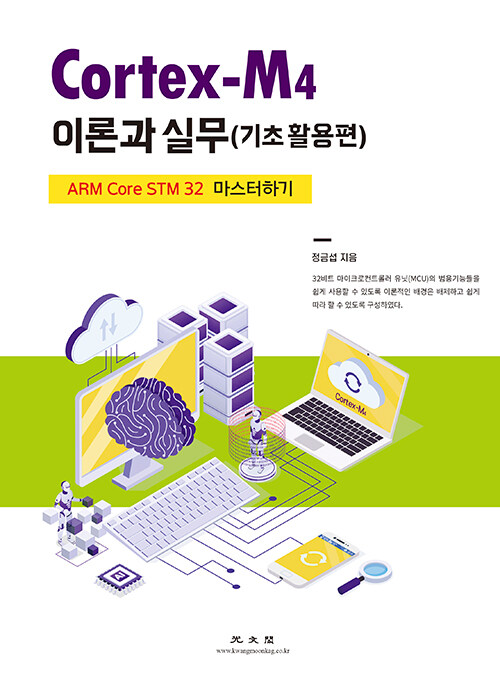 Cortex-M4
이론과 실무(기초 활용편)
ARM Core STM 32 마스터하기
정금섭 지음
32비트 마이크로컨트롤러 유닛(MCU)의 범용기능들을
쉽게 사용할 수 있도록 이론적인 배경은 배제하고 쉽게
따라 할 수 있도록 구성하였다.
Cortex-M4
光文閣
www.kwangmoonkag.co.kr